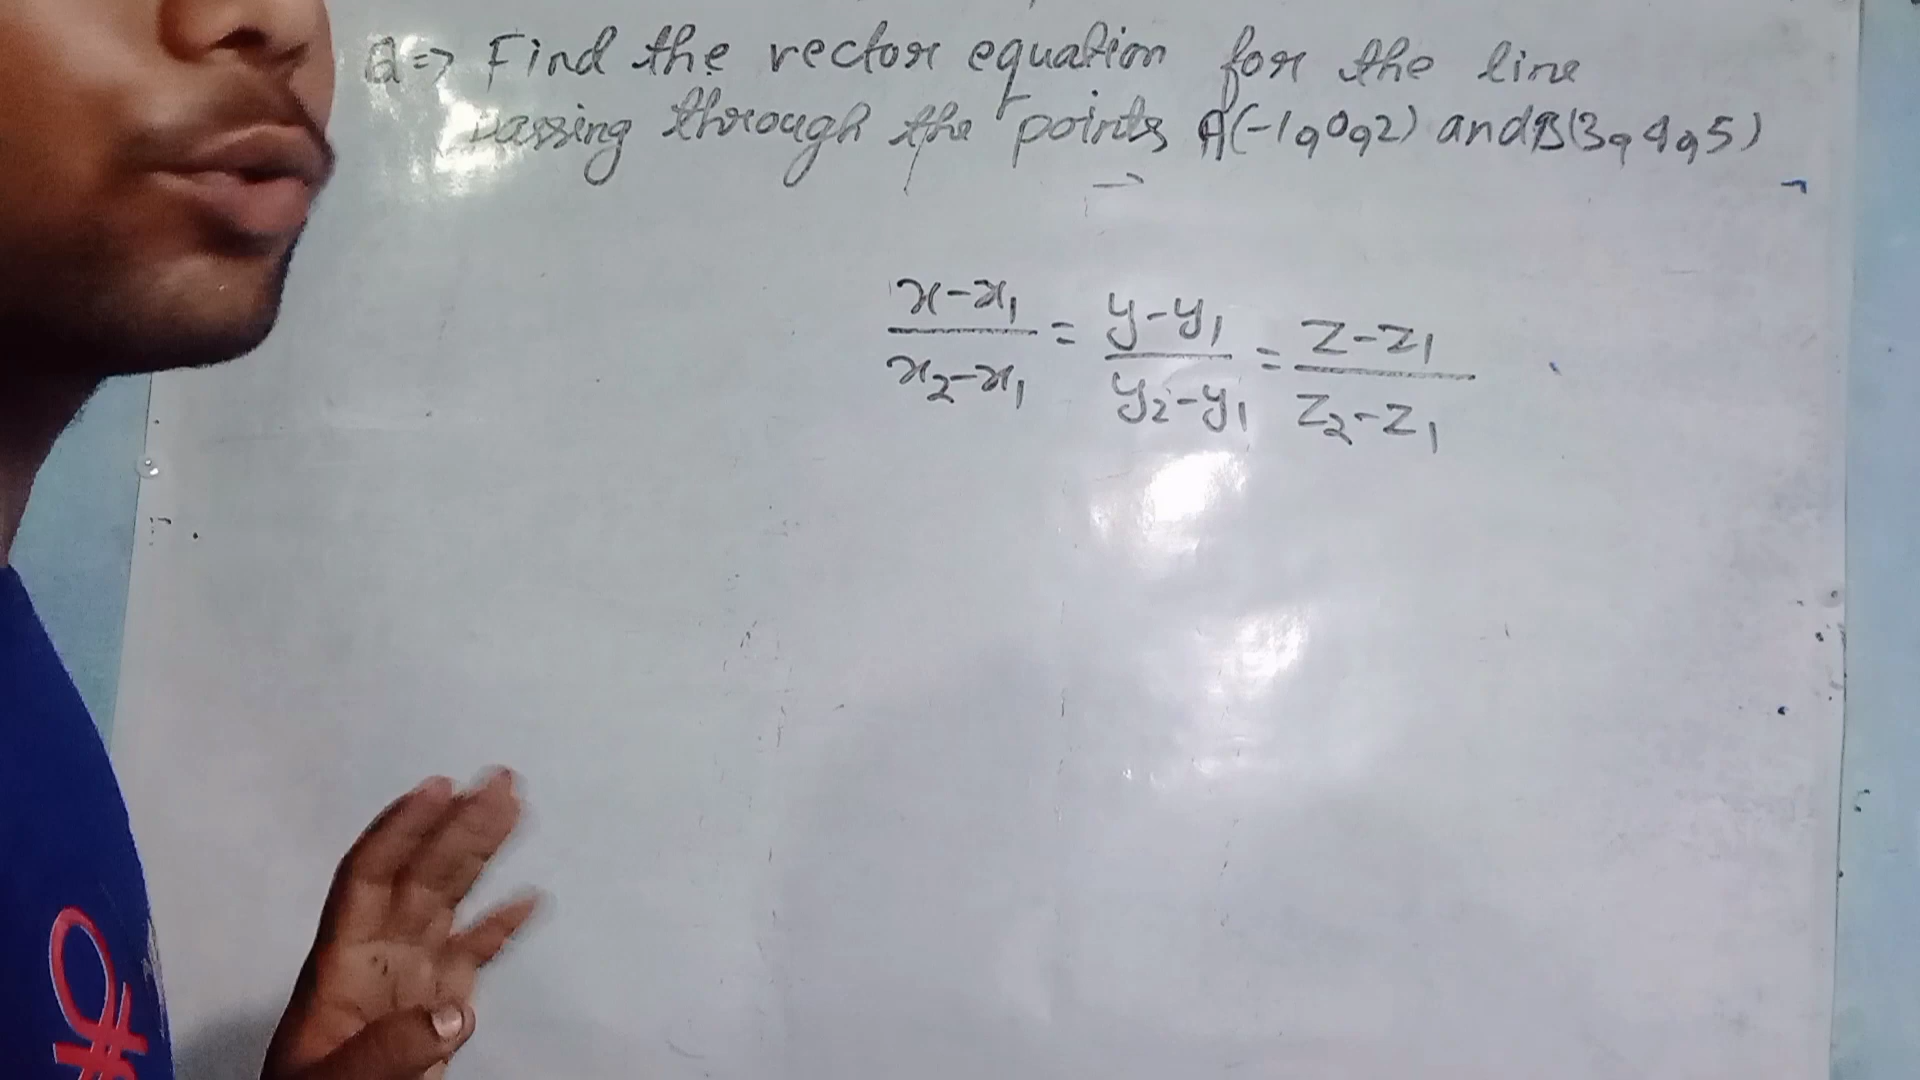 Q⇒ Find the vector equation for the line
passing through the points A(-1,0,2) and B(3,4,5)
x-x₁/x₂-x₁ = y-y₁/y₂-y₁ = z-z₁/z₂-z₁